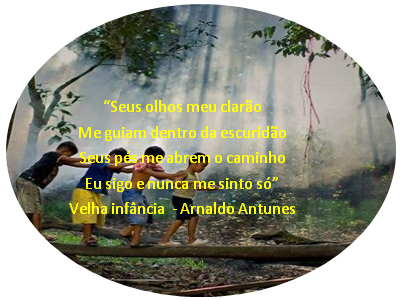 “Seus olhos meu clarão
Me guiam dentro da escuridão
Seus pés me abrem o caminho
Eu sigo e nunca me sinto só”
Velha infância - Arnaldo Antunes